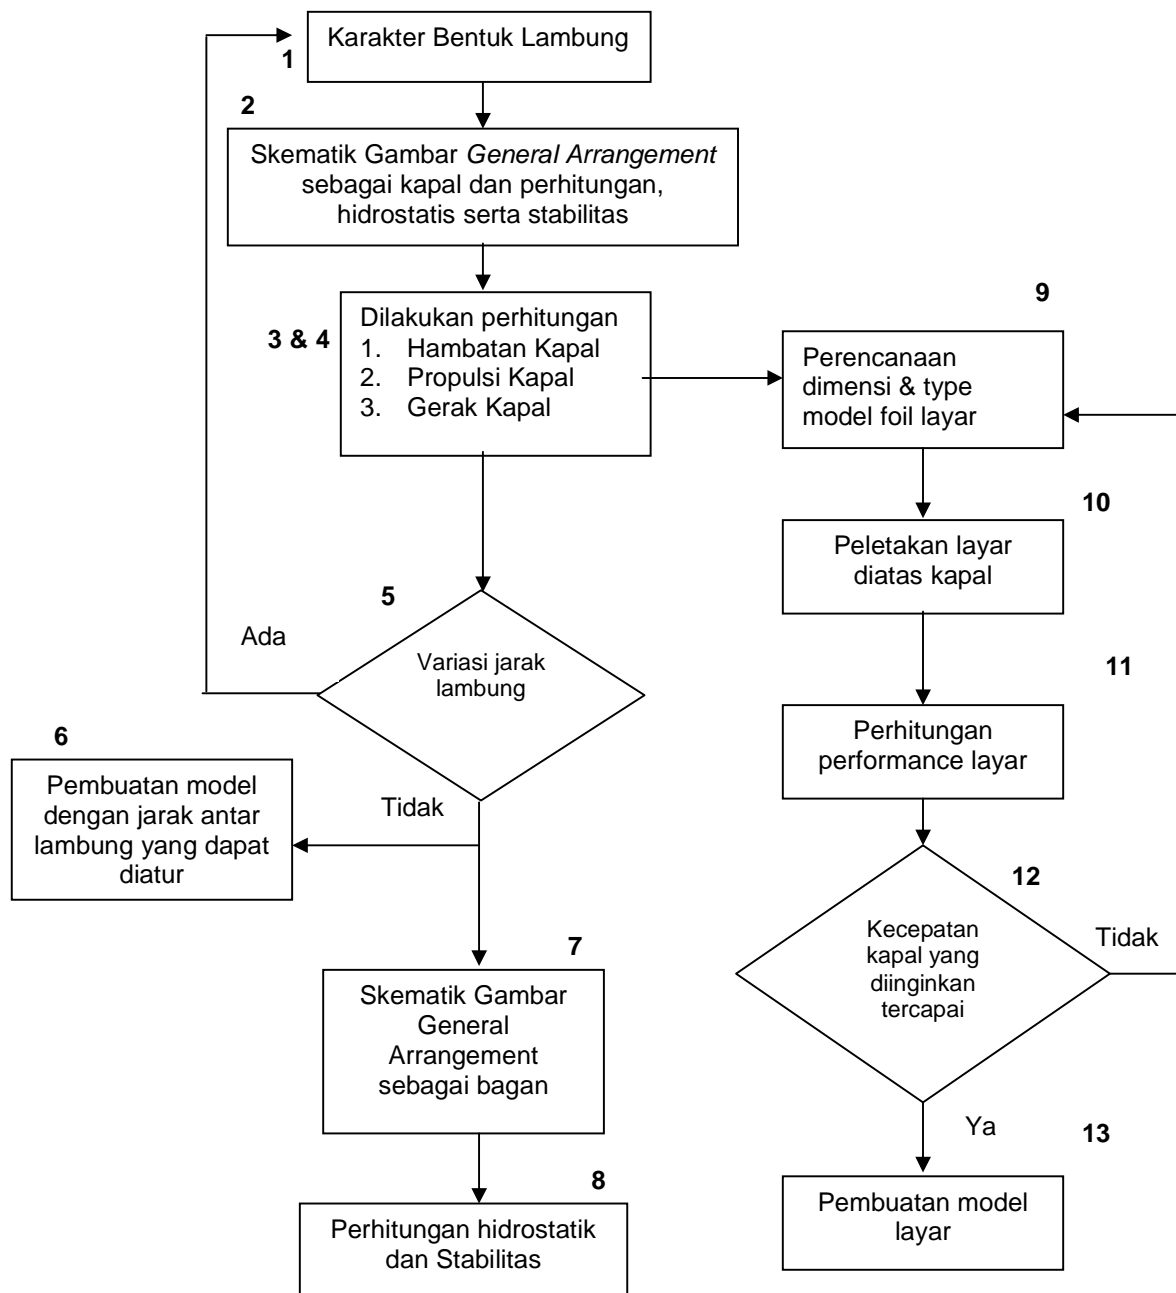 Karakter Bentuk Lambung
1
2
Skematik Gambar General Arrangement
sebagai kapal dan perhitungan,
hidrostatis serta stabilitas
3 & 4
Dilakukan perhitungan
1. Hambatan Kapal
2. Propulsi Kapal
3. Gerak Kapal
5
Ada
Variasi jarak
lambung
Tidak
6
Pembuatan model
dengan jarak antar
lambung yang dapat
diatur
7
Skematik Gambar
General
Arrangement
sebagai bagan
8
Perhitungan hidrostatik
dan Stabilitas
9
Perencanaan
dimensi & type
model foil layar
10
Peletakan layar
diatas kapal
11
Perhitungan
performance layar
12
Kecepatan
kapal yang
diinginkan
tercapai
Tidak
Ya
13
Pembuatan model
layar